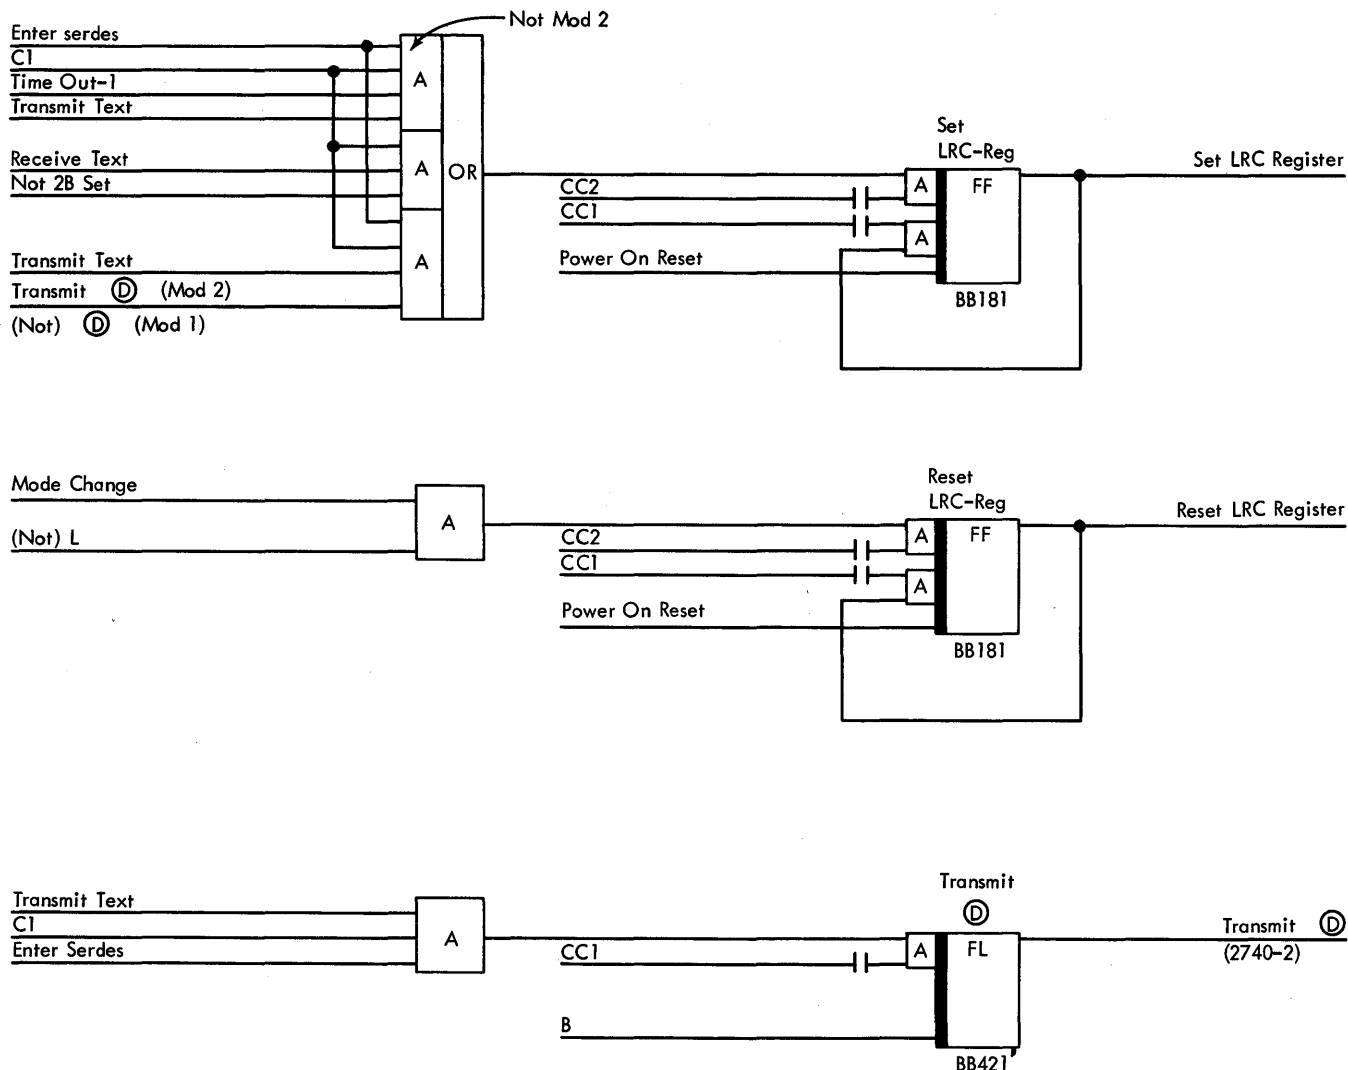 Not Mod 2
Enter serdes
C1
Time Out-1
Transmit Text
A
Receive Text
Not 2B Set
A
OR
Transmit Text
Transmit D (Mod 2)
(Not) D (Mod 1)
A
Set
LRC-Reg
CC2
CC1
Power On Reset
A
A
FF
BB181
Set LRC Register
Mode Change
(Not) L
A
Reset
LRC-Reg
CC2
CC1
Power On Reset
A
A
FF
BB181
Reset LRC Register
Transmit Text
C1
Enter Serdes
A
Transmit
D
CC1
B
A
FL
BB421
Transmit D
(2740-2)